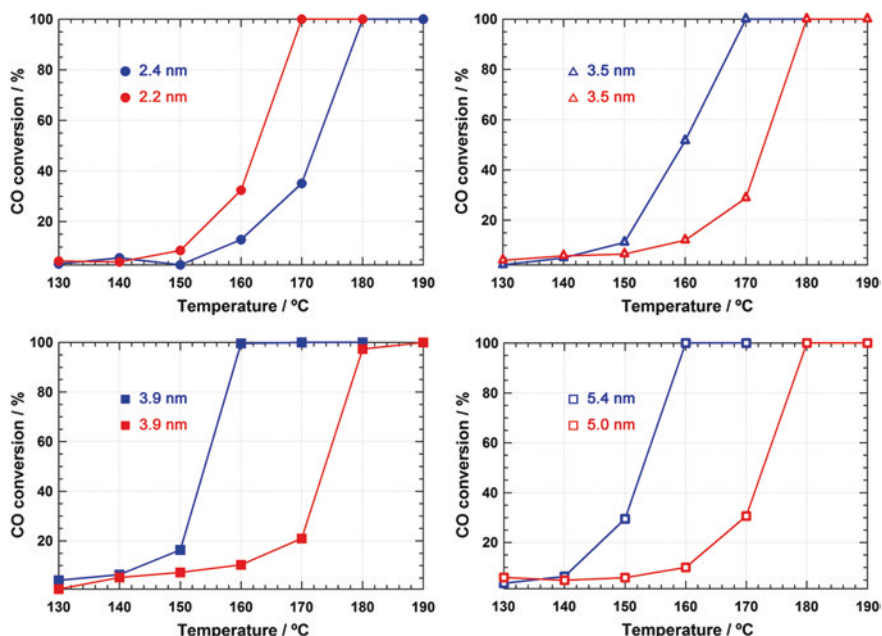 CO conversion / %
100
80
60
40
20
2.4 nm
2.2 nm
130 140 150 160 170 180 190
Temperature / ºC
CO conversion / %
100
80
60
40
20
3.5 nm
3.5 nm
130 140 150 160 170 180 190
Temperature / ºC
CO conversion / %
100
80
60
40
20
3.9 nm
3.9 nm
130 140 150 160 170 180 190
Temperature / ºC
CO conversion / %
100
80
60
40
20
5.4 nm
5.0 nm
130 140 150 160 170 180 190
Temperature / ºC